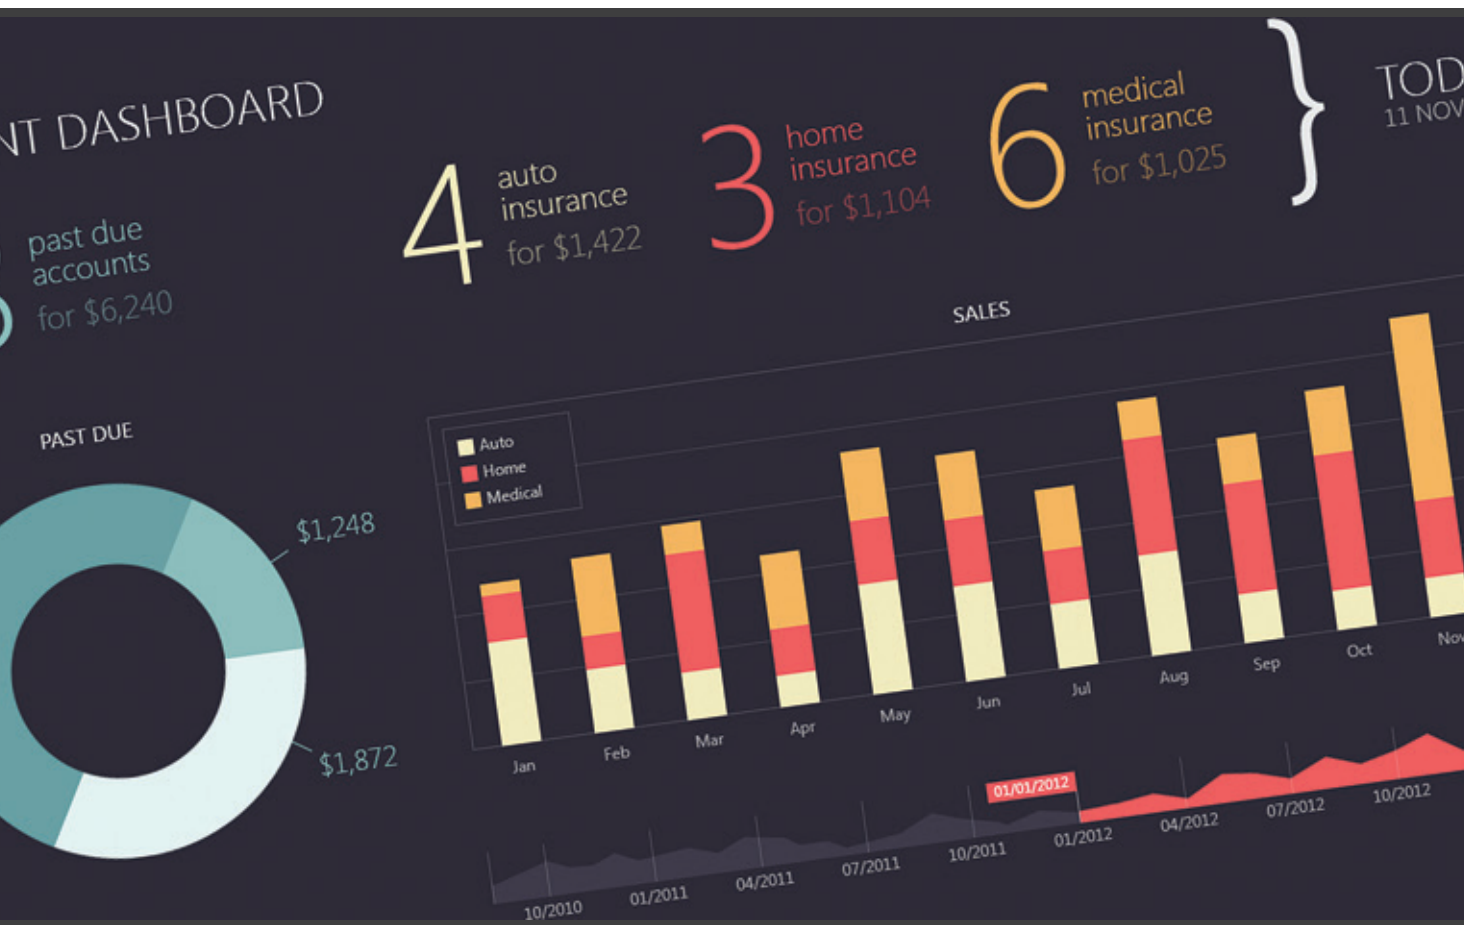 NT DASHBOARD
past due
accounts
for $6,240
4
auto
insurance
for $1,422
3
home
insurance
for $1,104
6
medical
insurance
for $1,025
}
TOD
11 NOV
PAST DUE
$1,248
$1,872
SALES
Auto
Home
Medical
Jan
Feb
Mar
Apr
May
Jun
Jul
Aug
Sep
Oct
Nov
01/01/2012
10/2010
01/2011
04/2011
07/2011
10/2011
01/2012
04/2012
07/2012
10/2012